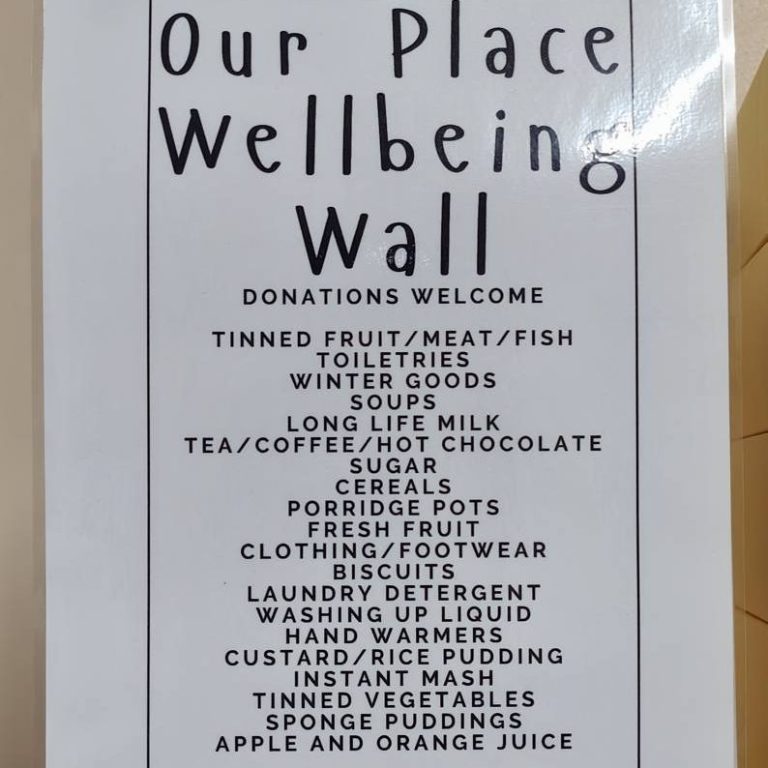 Our Place
Wellbeing
Wall
DONATIONS WELCOME
TINNED FRUIT/MEAT/FISH
TOILETRIES
WINTER GOODS
SOUPS
LONG LIFE MILK
TEA/COFFEE/HOT CHOCOLATE
SUGAR
CEREALS
PORRIDGE POTS
FRESH FRUIT
CLOTHING/FOOTWEAR
BISCUITS
LAUNDRY DETERGENT
WASHING UP LIQUID
HAND WARMERS
CUSTARD/RICE PUDDING
INSTANT MASH
TINNED VEGETABLES
SPONGE PUDDINGS
APPLE AND ORANGE JUICE